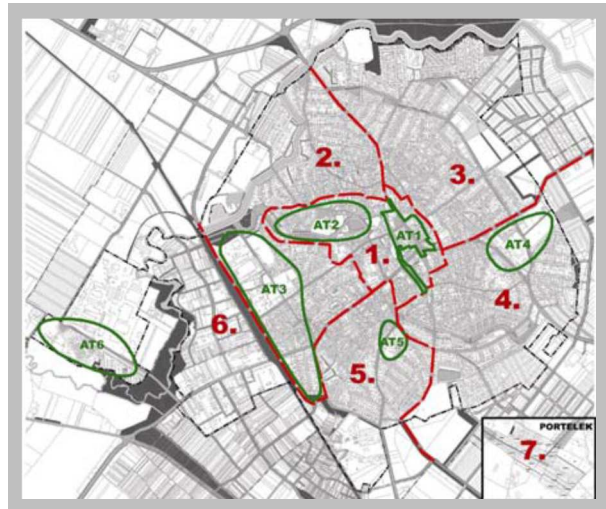 2.
3.
AT2
AT1
1.
AT4
AT3
4.
6.
AT6
AT5
5.
PORTELEK
7.